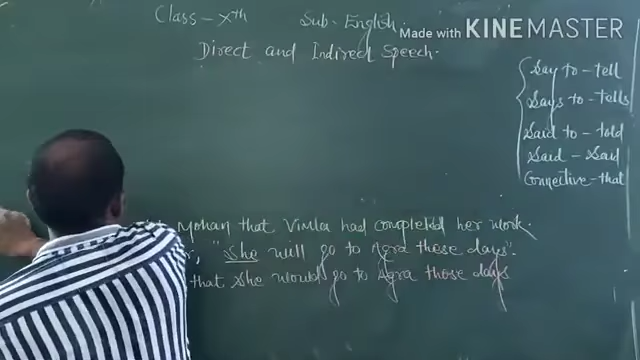 Class - Xth Sub - English.
Made with KINEMASTER
Direct and Indirect Speech.
Say to - tell
Says to - tells
Said to - told
Said - Said
Connective - that
Mohan that Vimla had completed her work.
"She will go to Agra these days".
that She would go to Agra those days